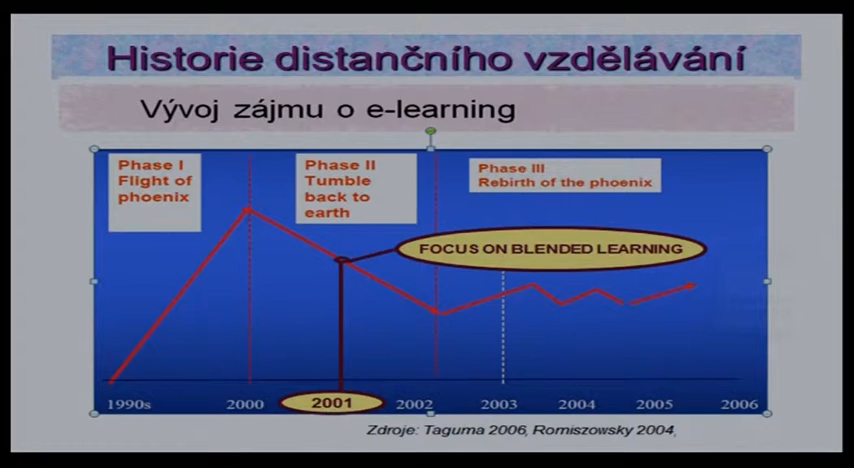 Historie distančního vzdělávání
Vývoj zájmu o e-learning
Phase I
Flight of
phoenix
Phase II
Tumble
back to
earth
Phase III
Rebirth of the phoenix
FOCUS ON BLENDED LEARNING
1990s 2000 2001 2002 2003 2004 2005 2006
Zdroje: Taguma 2006, Romiszowsky 2004,